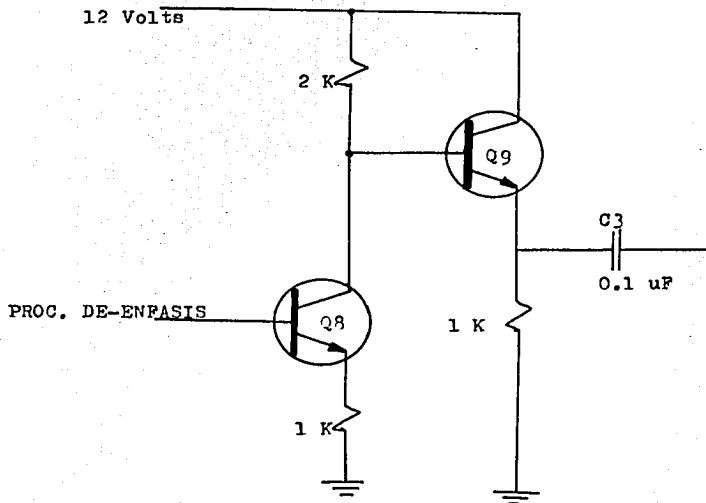 12 Volts
2 K
Q9
C3
0.1 uF
PROC. DE-ENFASIS
Q8
1 K
1 K